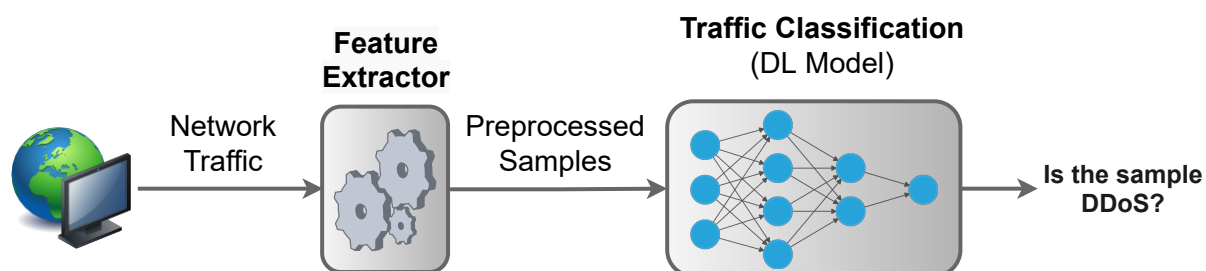 Network
Traffic
Feature
Extractor
Preprocessed
Samples
Traffic Classification
(DL Model)
Is the sample
DDoS?